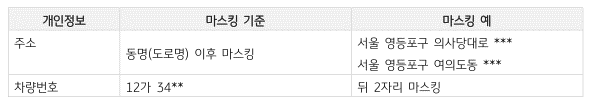 개인정보 마스킹 기준 마스킹 예
주소 동명(도로명) 이후 마스킹 서울 영등포구 의사당대로 ***
서울 영등포구 여의도동 ***
차량번호 12가 34** 뒤 2자리 마스킹